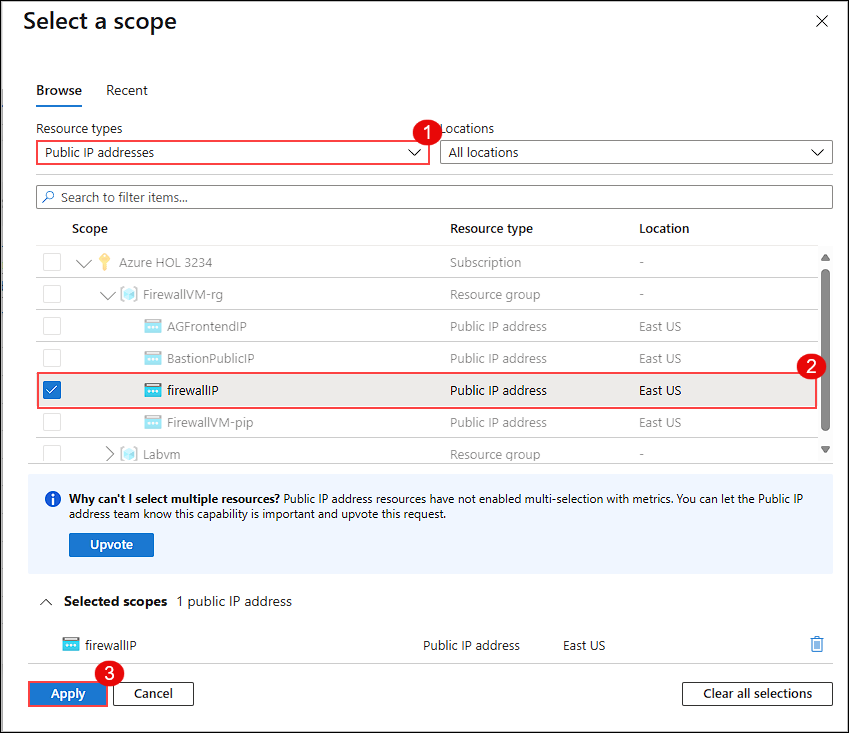 Select a scope
Browse Recent
Resource types 1 Locations
Public IP addresses All locations
Search to filter items...
Scope Resource type Location
Azure HOL 3234 Subscription -
FirewallVM-rg Resource group -
AGFrontendIP Public IP address East US
BastionPublicIP Public IP address East US
2
firewallIP Public IP address East US
FirewallVM-pip Public IP address East US
Labvm Resource group -
Why can't I select multiple resources? Public IP address resources have not enabled multi-selection with metrics. You can let the Public IP
address team know this capability is important and upvote this request.
Upvote
Selected scopes 1 public IP address
firewallIP Public IP address East US
3
Apply Cancel Clear all selections